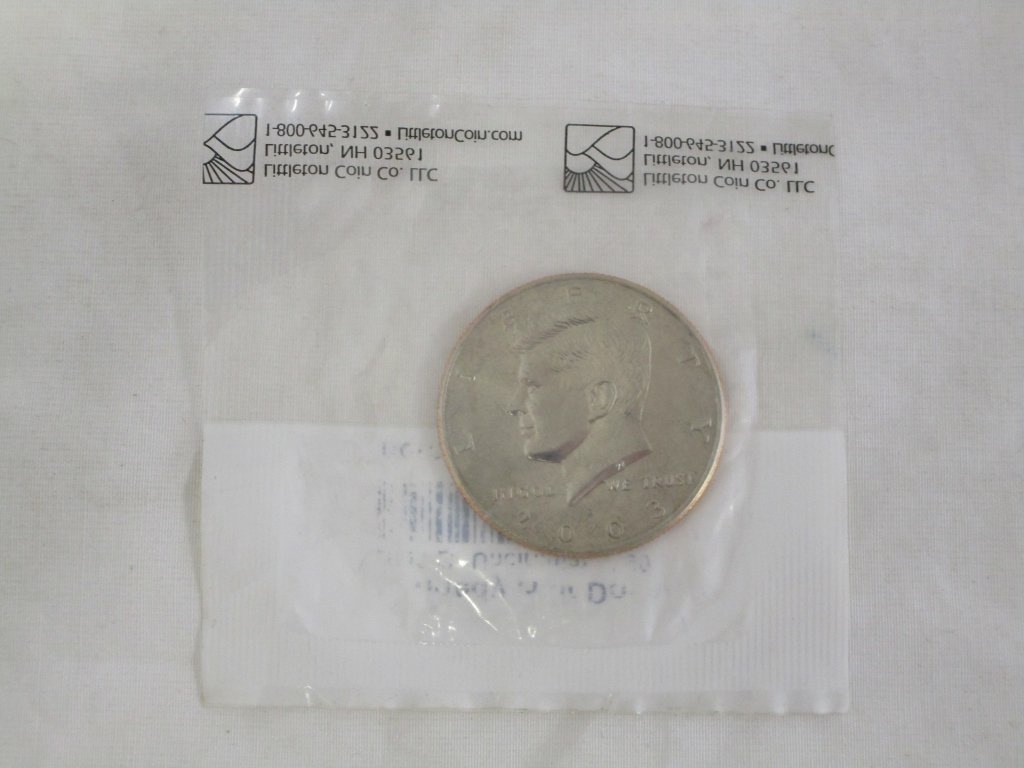 1-800-645-3122 ▪ LittletonCoin.com
Littleton, NH 03561
Littleton Coin Co. LLC
1-800-645-3122 ▪ LittletonC
Littleton, NH 03561
Littleton Coin Co. LLC
LIBERTY
IN GOD WE TRUST
2003